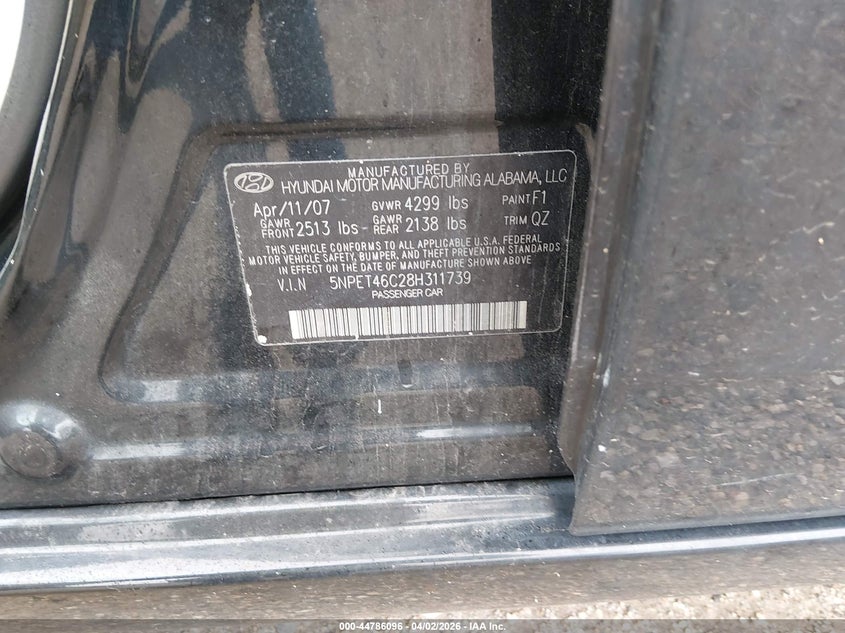 MANUFACTURED BY
HYUNDAI MOTOR MANUFACTURING ALABAMA, LLC
Apr/11/07 GVWR 4299 lbs PAINT F1
GAWR FRONT 2513 lbs- GAWR REAR 2138 lbs TRIM QZ
THIS VEHICLE CONFORMS TO ALL APPLICABLE U.S.A. FEDERAL
MOTOR VEHICLE SAFETY, BUMPER, AND THEFT PREVENTION STANDARDS
IN EFFECT ON THE DATE OF MANUFACTURE SHOWN ABOVE
V.I.N 5NPET46C28H311739
PASSENGER CAR
000-44786096 - 04/02/2026 - IAA Inc.